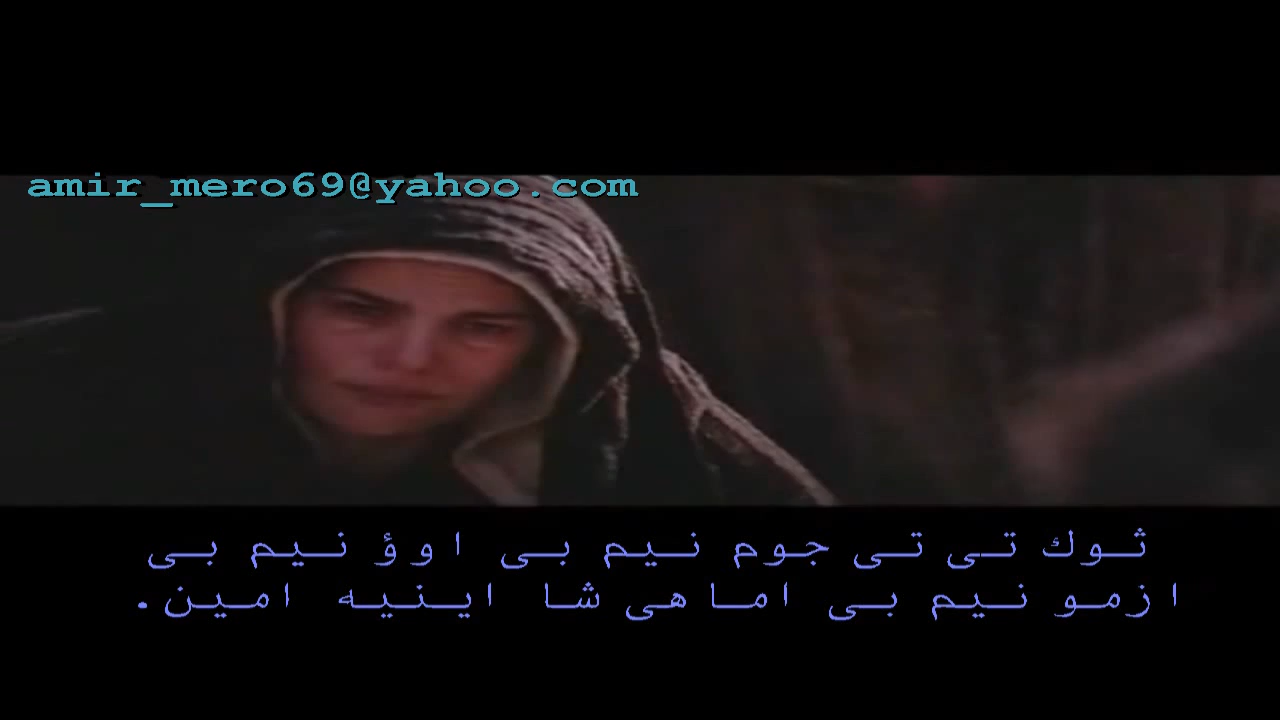 amir_mero69@yahoo.com
ثوك تى تى جوم نيم بى اوؤ نيم بى
ازمو نيم بى اماهى شا اينيه امين.